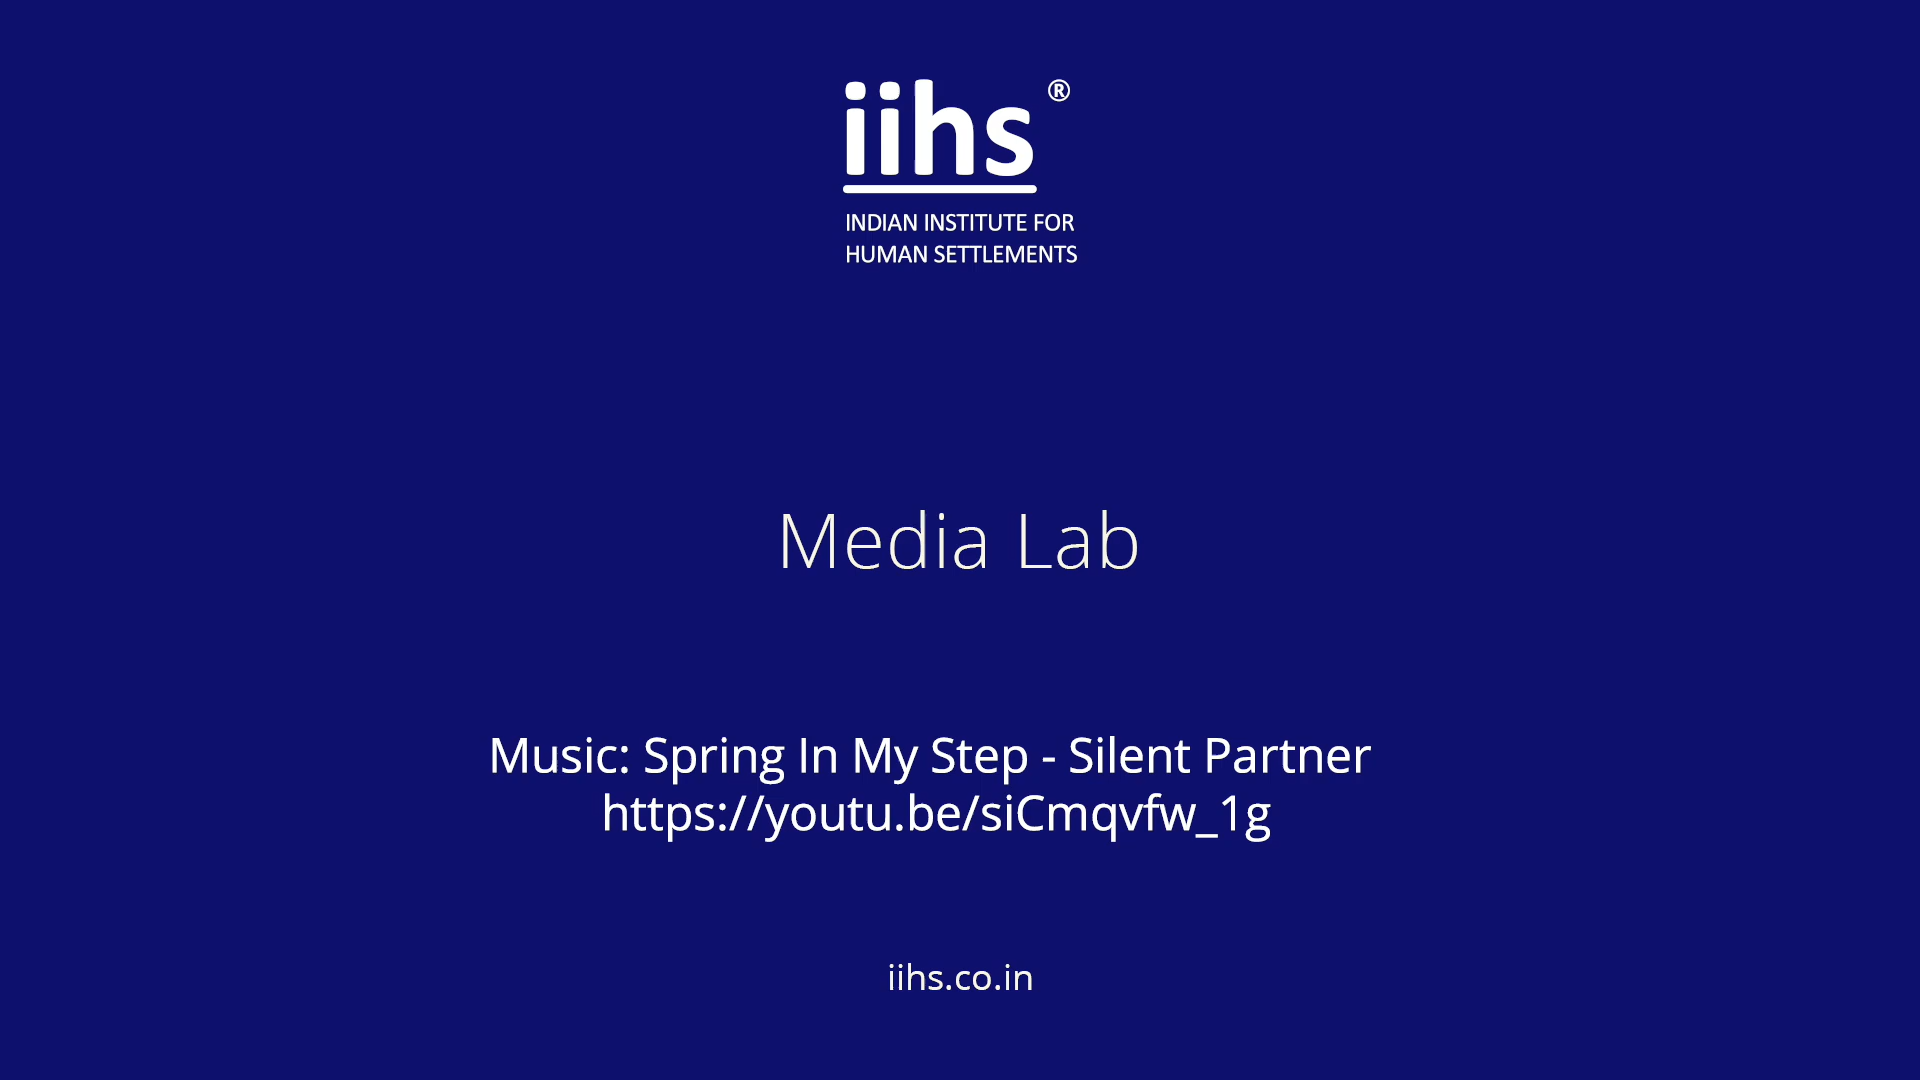 iihs®
INDIAN INSTITUTE FOR
HUMAN SETTLEMENTS
Media Lab
Music: Spring In My Step - Silent Partner
https://youtu.be/siCmqvfw_1g
iihs.co.in